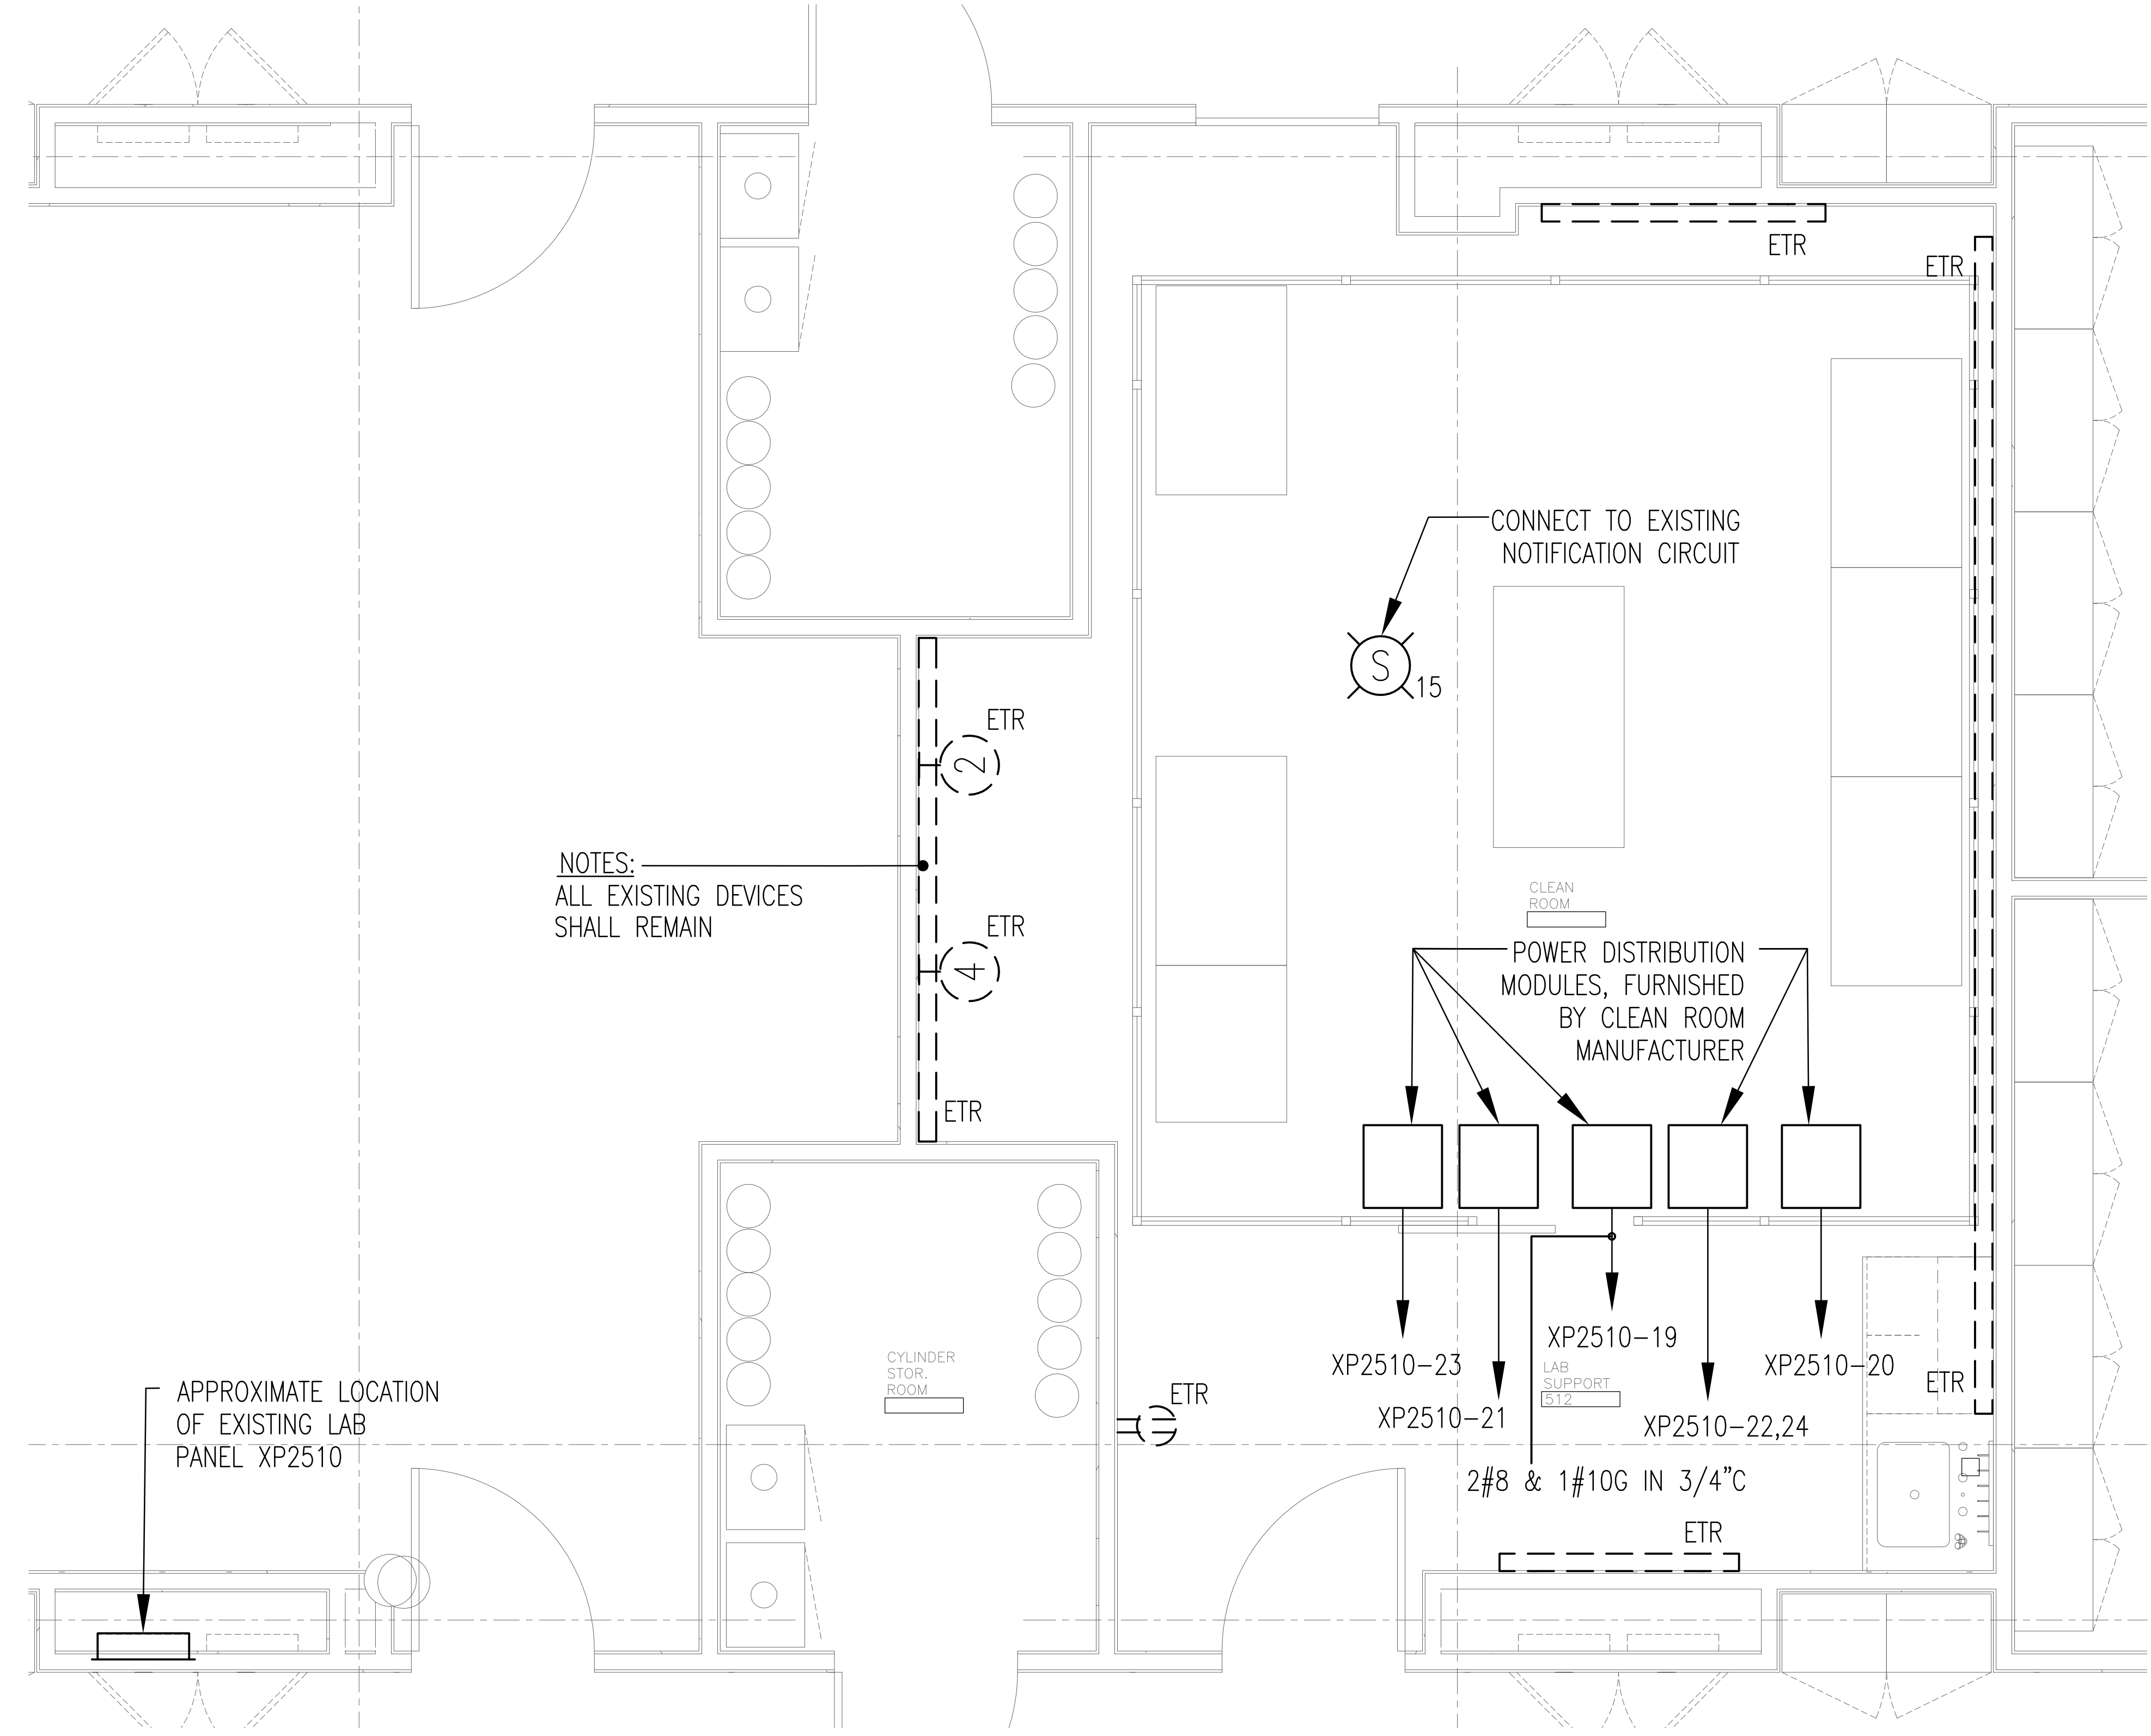 ETR
ETR
CONNECT TO EXISTING
NOTIFICATION CIRCUIT
S
15
ETR
2
NOTES:
ALL EXISTING DEVICES
SHALL REMAIN
ETR
4
ETR
CLEAN
ROOM
POWER DISTRIBUTION
MODULES, FURNISHED
BY CLEAN ROOM
MANUFACTURER
XP2510-23
XP2510-21
XP2510-19
XP2510-22,24
XP2510-20
LAB
SUPPORT
512
ETR
CYLINDER
STOR.
ROOM
ETR
2#8 & 1#10G IN 3/4"C
ETR
APPROXIMATE LOCATION
OF EXISTING LAB
PANEL XP2510